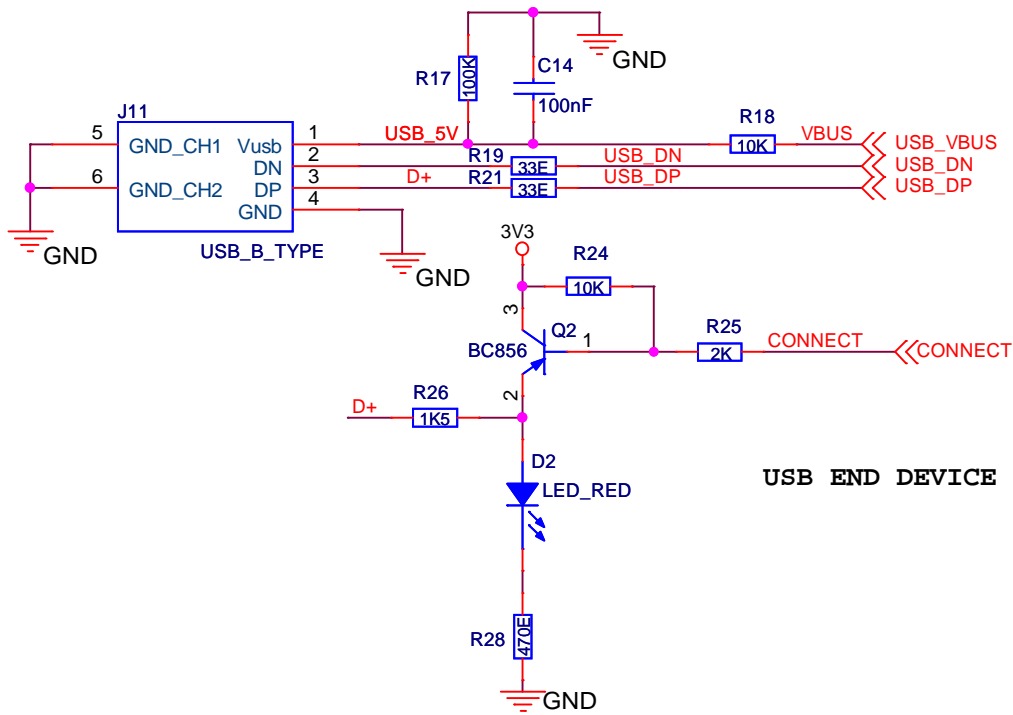 GND
R17
100K
C14
100nF
J11
5
GND_CH1
Vusb
1
USB_5V
R18
10K
VBUS
USB_VBUS
DN
2
R19
33E
USB_DN
USB_DN
6
GND_CH2
DP
3
D+
R21
33E
USB_DP
USB_DP
GND
4
GND
USB_B_TYPE
GND
3V3
R24
10K
3
Q2
BC856
1
R25
2K
CONNECT
CONNECT
2
D+
R26
1K5
D2
LED_RED
USB END DEVICE
R28
470E
GND